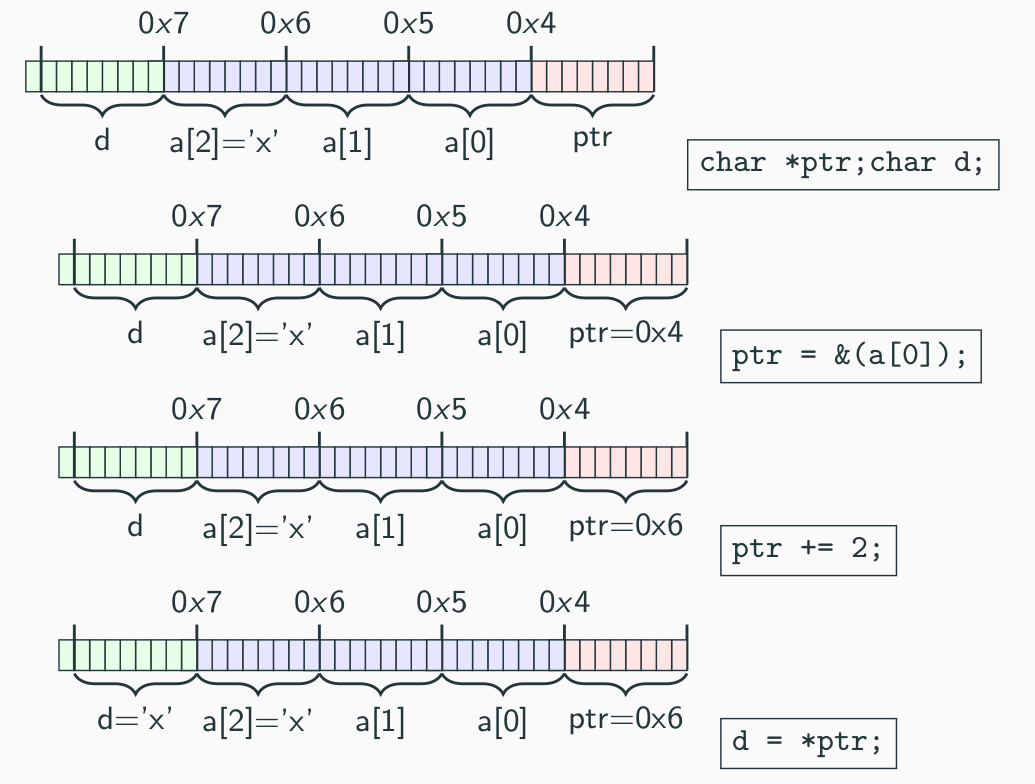 0x7 0x6 0x5 0x4
d a[2]='x' a[1] a[0] ptr
char *ptr;char d;
0x7 0x6 0x5 0x4
d a[2]='x' a[1] a[0] ptr=0x4
ptr = &(a[0]);
0x7 0x6 0x5 0x4
d a[2]='x' a[1] a[0] ptr=0x6
ptr += 2;
0x7 0x6 0x5 0x4
d='x' a[2]='x' a[1] a[0] ptr=0x6
d = *ptr;